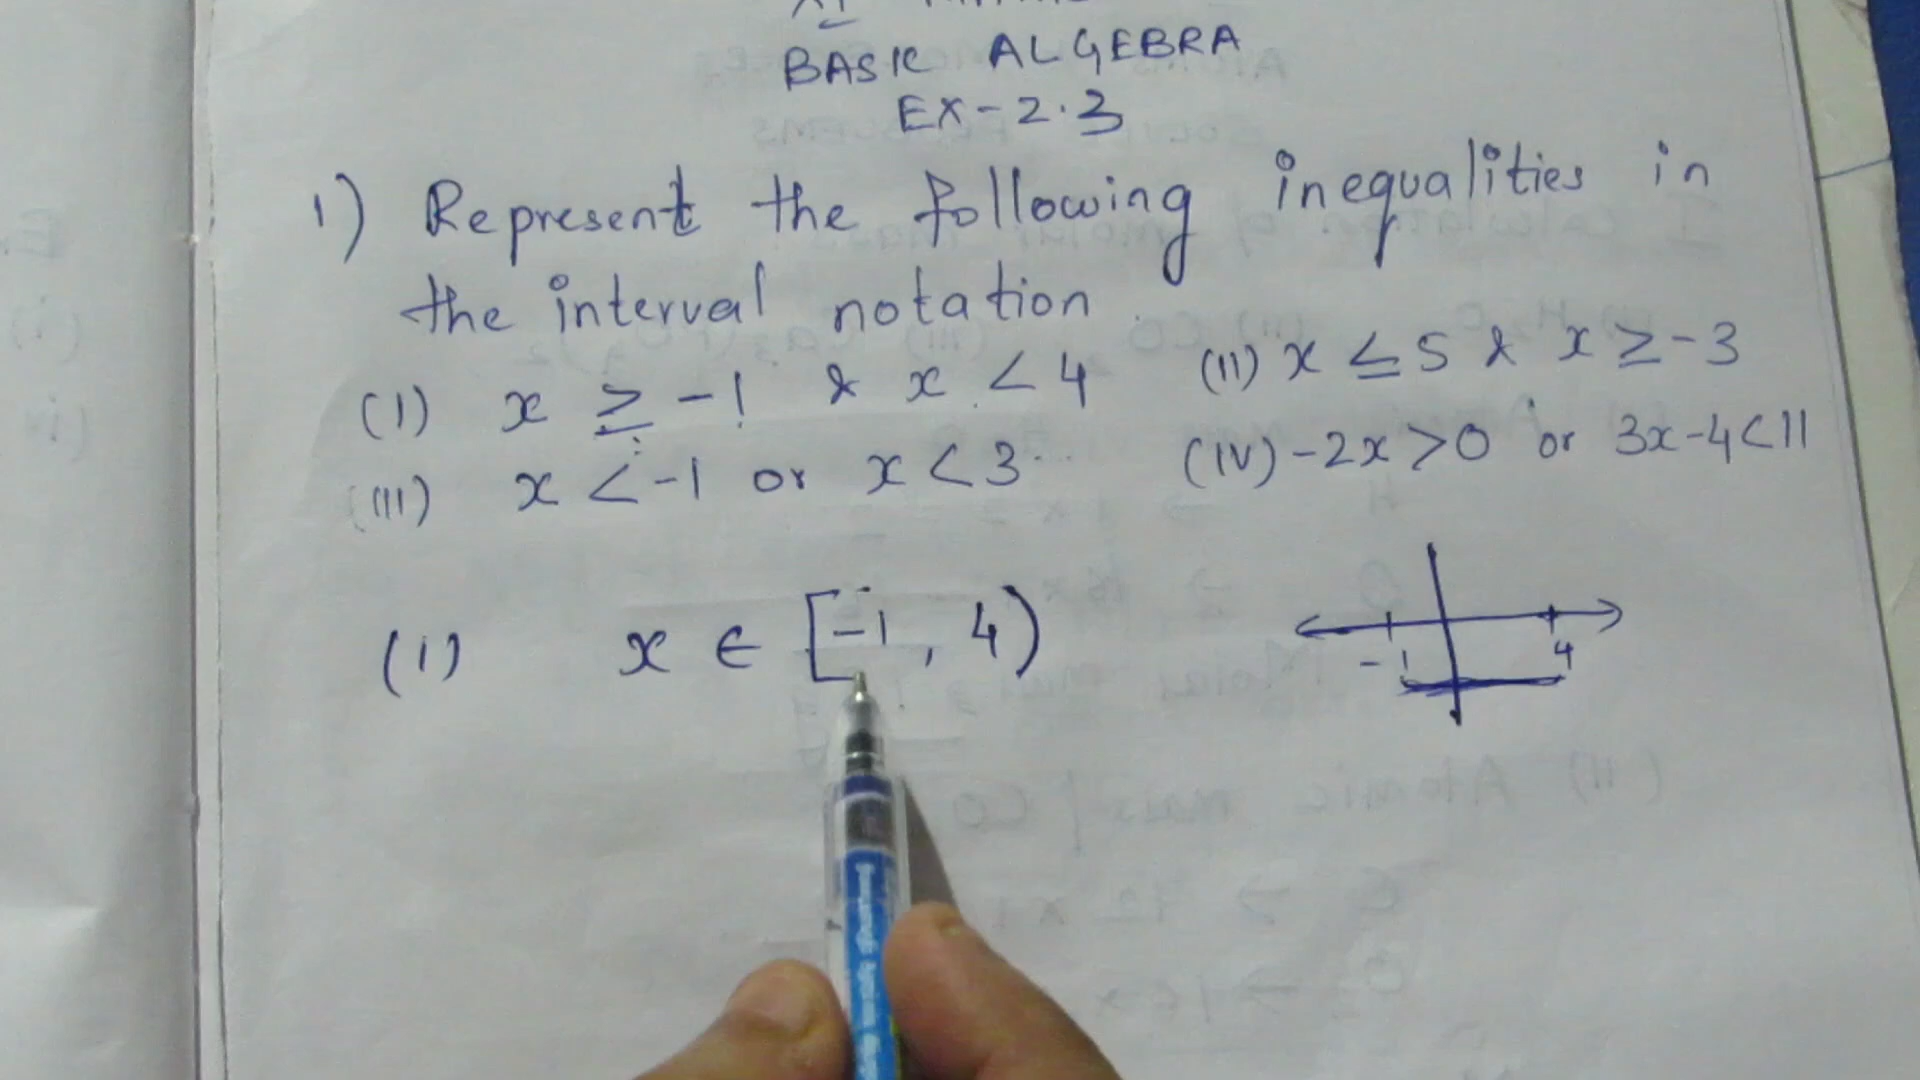 BASIC ALGEBRA
EX-2.3
1) Represent the following inequalities in
the interval notation
(I) x ≥ -1 & x < 4 (II) x ≤ 5 & x ≥ -3
(III) x < -1 or x < 3 (IV) -2x > 0 or 3x-4 < 11
(i) x ∈ [-1, 4)
-1 4